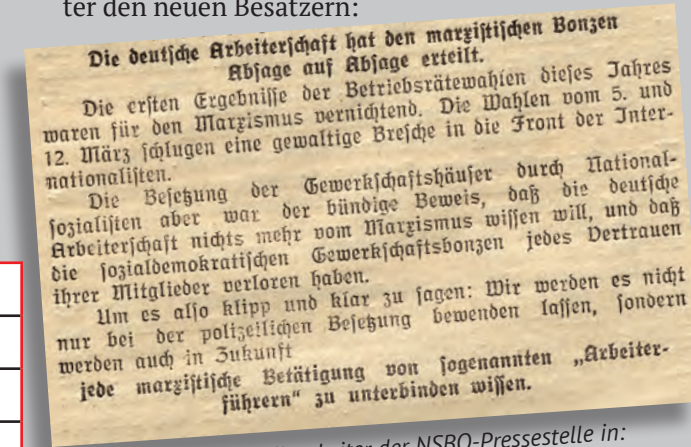 ter den neuen Besatzern:
Die deutſche Arbeiterſchaft hat den marxiſtiſchen Bonzen
Abſage auf Abſage erteilt.
Die erſten Ergebniſſe der Betriebsrätewahlen dieſes Jahres
waren für den Marxismus vernichtend. Die Wahlen vom 5. und
12. März ſchlugen eine gewaltige Breſche in die Front der Inter-
nationaliſten.
Die Beſetzung der Gewerkſchaftshäuſer durch National-
ſozialiſten aber war der bündige Beweis, daß die deutſche
Arbeiterſchaft nichts mehr vom Marxismus wiſſen will, und daß
die ſozialdemokratiſchen Gewerkſchaftsbonzen jedes Vertrauen
ihrer Mitglieder verloren haben.
Um es alſo klipp und klar zu ſagen: Wir werden es nicht
nur bei der polizeilichen Beſetzung bewenden laſſen, ſondern
werden auch in Zukunft
jede marxiſtiſche Betätigung von ſogenannten „Arbeiter-
führern“ zu unterbinden wiſſen.
der NSBO-Pressestelle in: